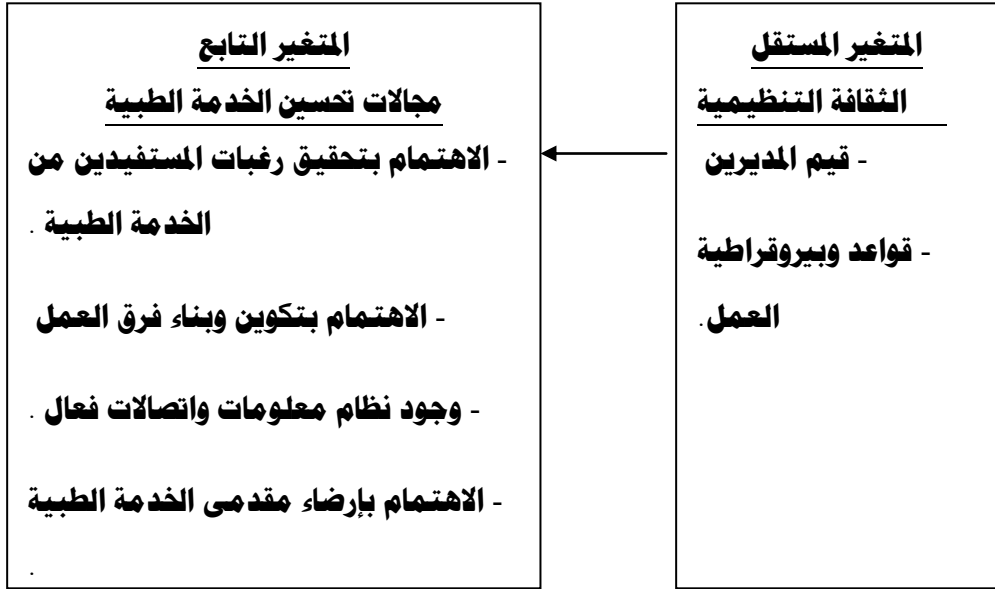 المتغير المستقل
الثقافة التنظيمية
- قيم المديرين
- قواعد وبيروقراطية
العمل.
المتغير التابع
مجالات تحسين الخدمة الطبية
- الاهتمام بتحقيق رغبات المستفيدين من
الخدمة الطبية .
- الاهتمام بتكوين وبناء فرق العمل
- وجود نظام معلومات واتصالات فعال .
- الاهتمام بإرضاء مقدمى الخدمة الطبية
.